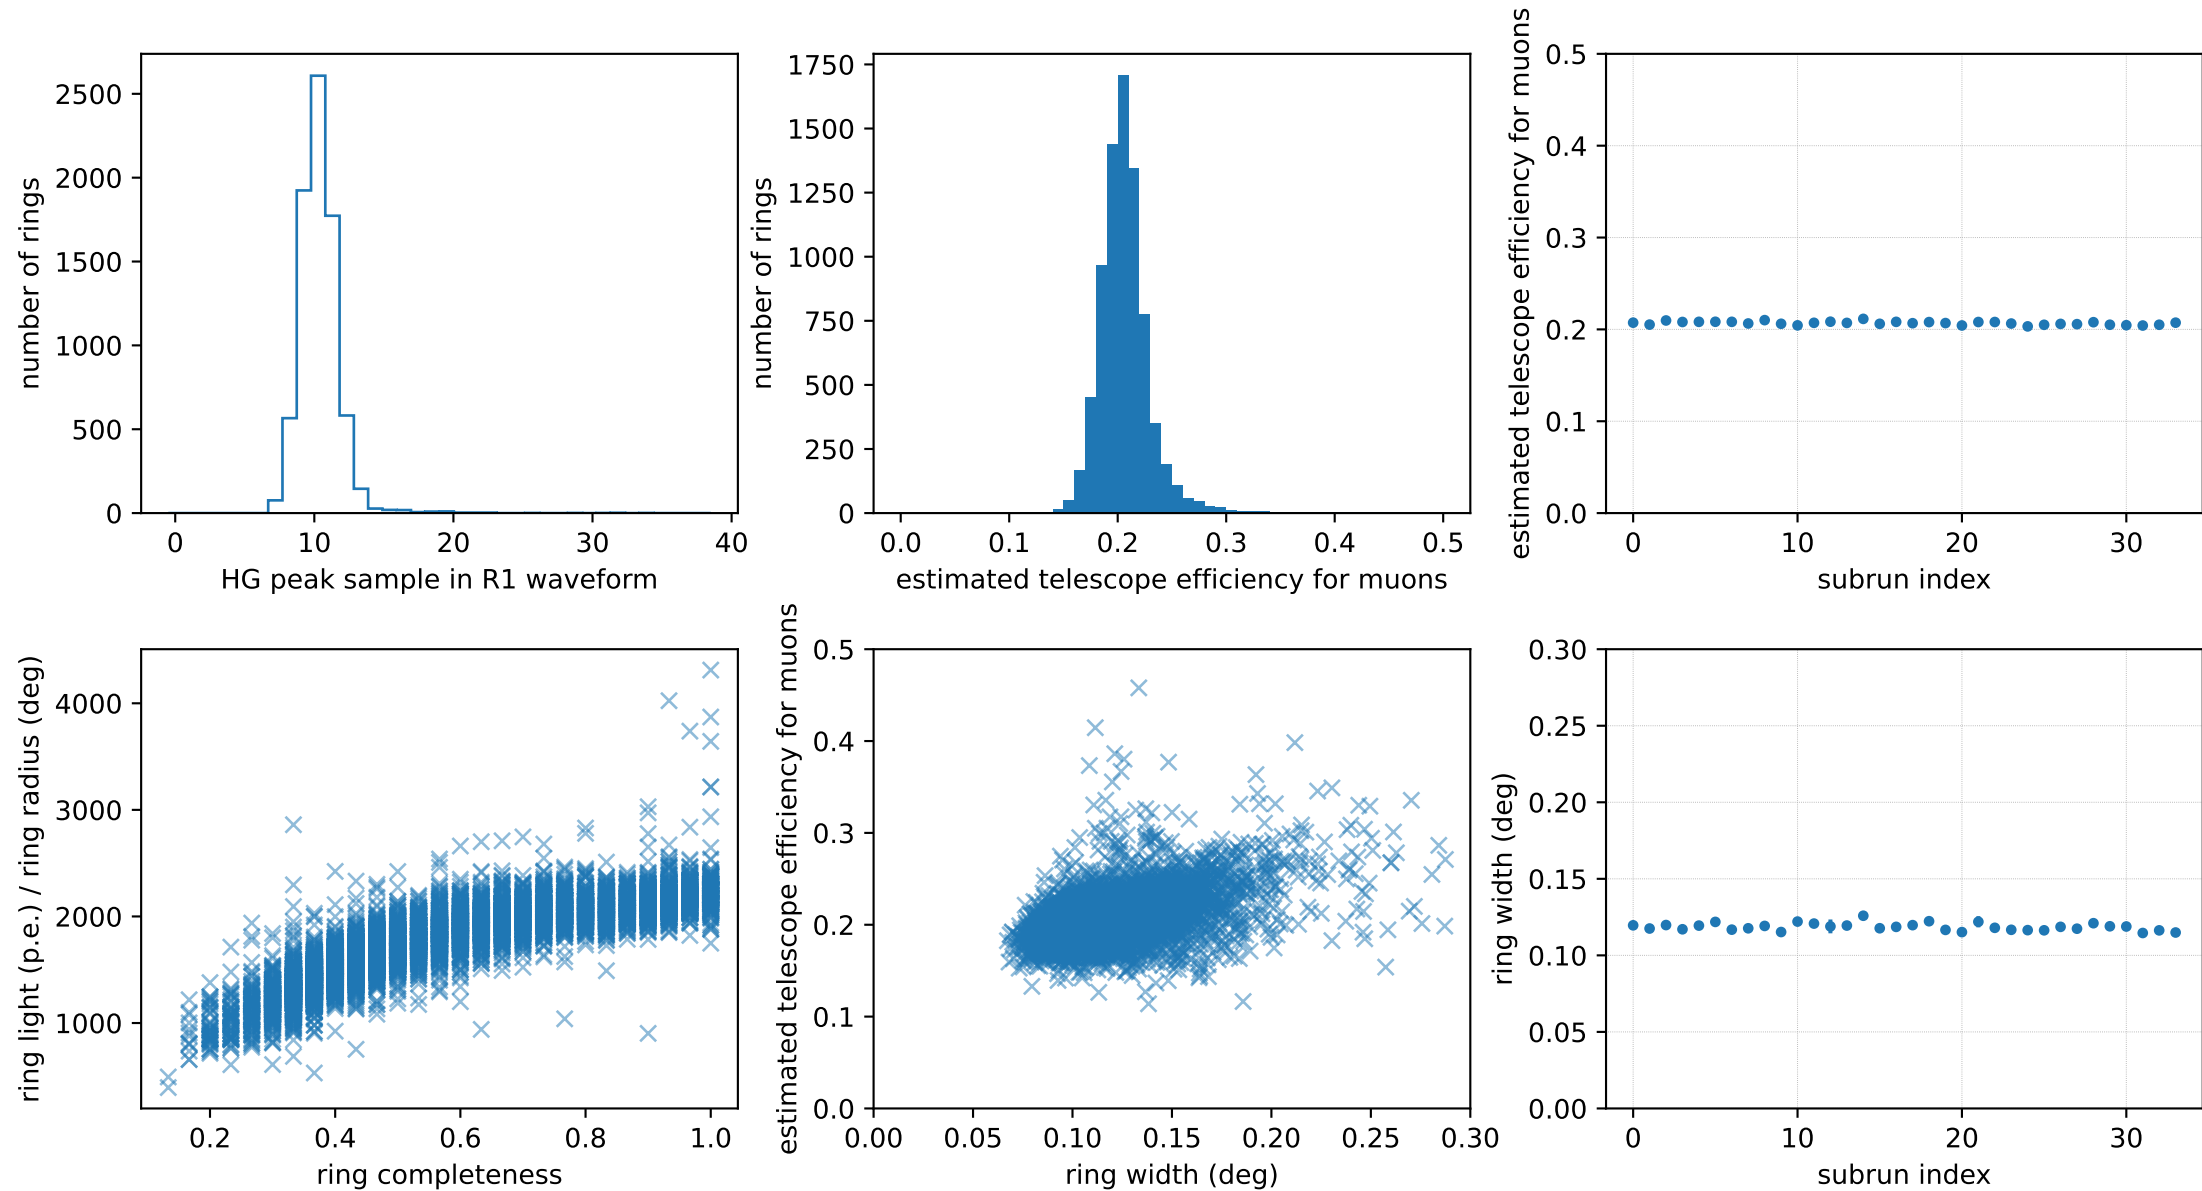 2500
2000
1500
1000
500
0
number of rings
0 10 20 30 40
HG peak sample in R1 waveform
1750
1500
1250
1000
750
500
250
0
number of rings
0.0 0.1 0.2 0.3 0.4 0.5
estimated telescope efficiency for muons
0.5
0.4
0.3
0.2
0.1
0.0
estimated telescope efficiency for muons
0 10 20 30
subrun index
4000
3000
2000
1000
ring light (p.e.) / ring radius (deg)
0.2 0.4 0.6 0.8 1.0
ring completeness
0.5
0.4
0.3
0.2
0.1
0.0
estimated telescope efficiency for muons
0.00 0.05 0.10 0.15 0.20 0.25 0.30
ring width (deg)
0.30
0.25
0.20
0.15
0.10
0.05
0.00
ring width (deg)
0 10 20 30
subrun index